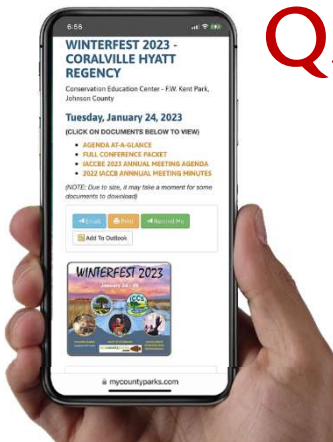 Q
6:56
WINTERFEST 2023 -
CORALVILLE HYATT
REGENCY
Conservation Education Center - F.W. Kent Park,
Johnson County
Tuesday, January 24, 2023
(CLICK ON DOCUMENTS BELOW TO VIEW)
AGENDA AT-A-GLANCE
FULL CONFERENCE PACKET
IACCBE 2023 ANNUAL MEETING AGENDA
2022 IACCB ANNNUAL MEETING MINUTES
(NOTE: Due to size, it may take a moment for some
documents to download)
Email Print Remind Me
Add To Outlook
WINTERFEST 2023
January 24 - 26
mycountyparks.com